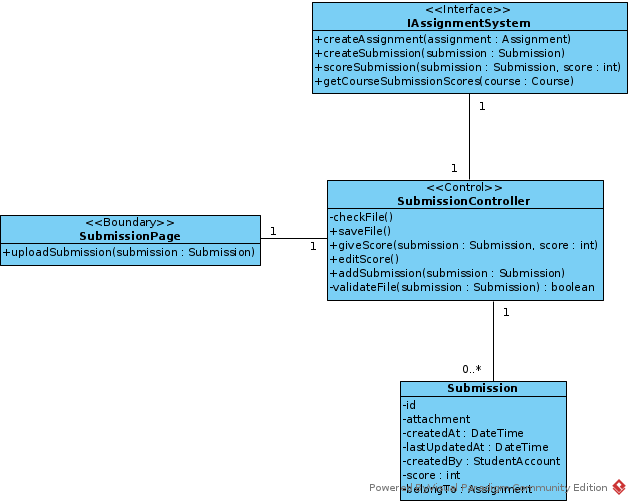 <<Interface>>
IAssignmentSystem
+createAssignment(assignment : Assignment)
+createSubmission(submission : Submission)
+scoreSubmission(submission : Submission, score : int)
+getCourseSubmissionScores(course : Course)
1
1
<<Control>>
SubmissionController
-checkFile()
+saveFile()
+giveScore(submission : Submission, score : int)
+editScore()
+addSubmission(submission : Submission)
-validateFile(submission : Submission) : boolean
<<Boundary>>
SubmissionPage
+uploadSubmission(submission : Submission)
1
1
1
0..*
Submission
-id
-attachment
-createdAt : DateTime
-lastUpdatedAt : DateTime
-createdBy : StudentAccount
-score : int
-belongTo : Assignment
Powered By Visual Paradigm Community Edition